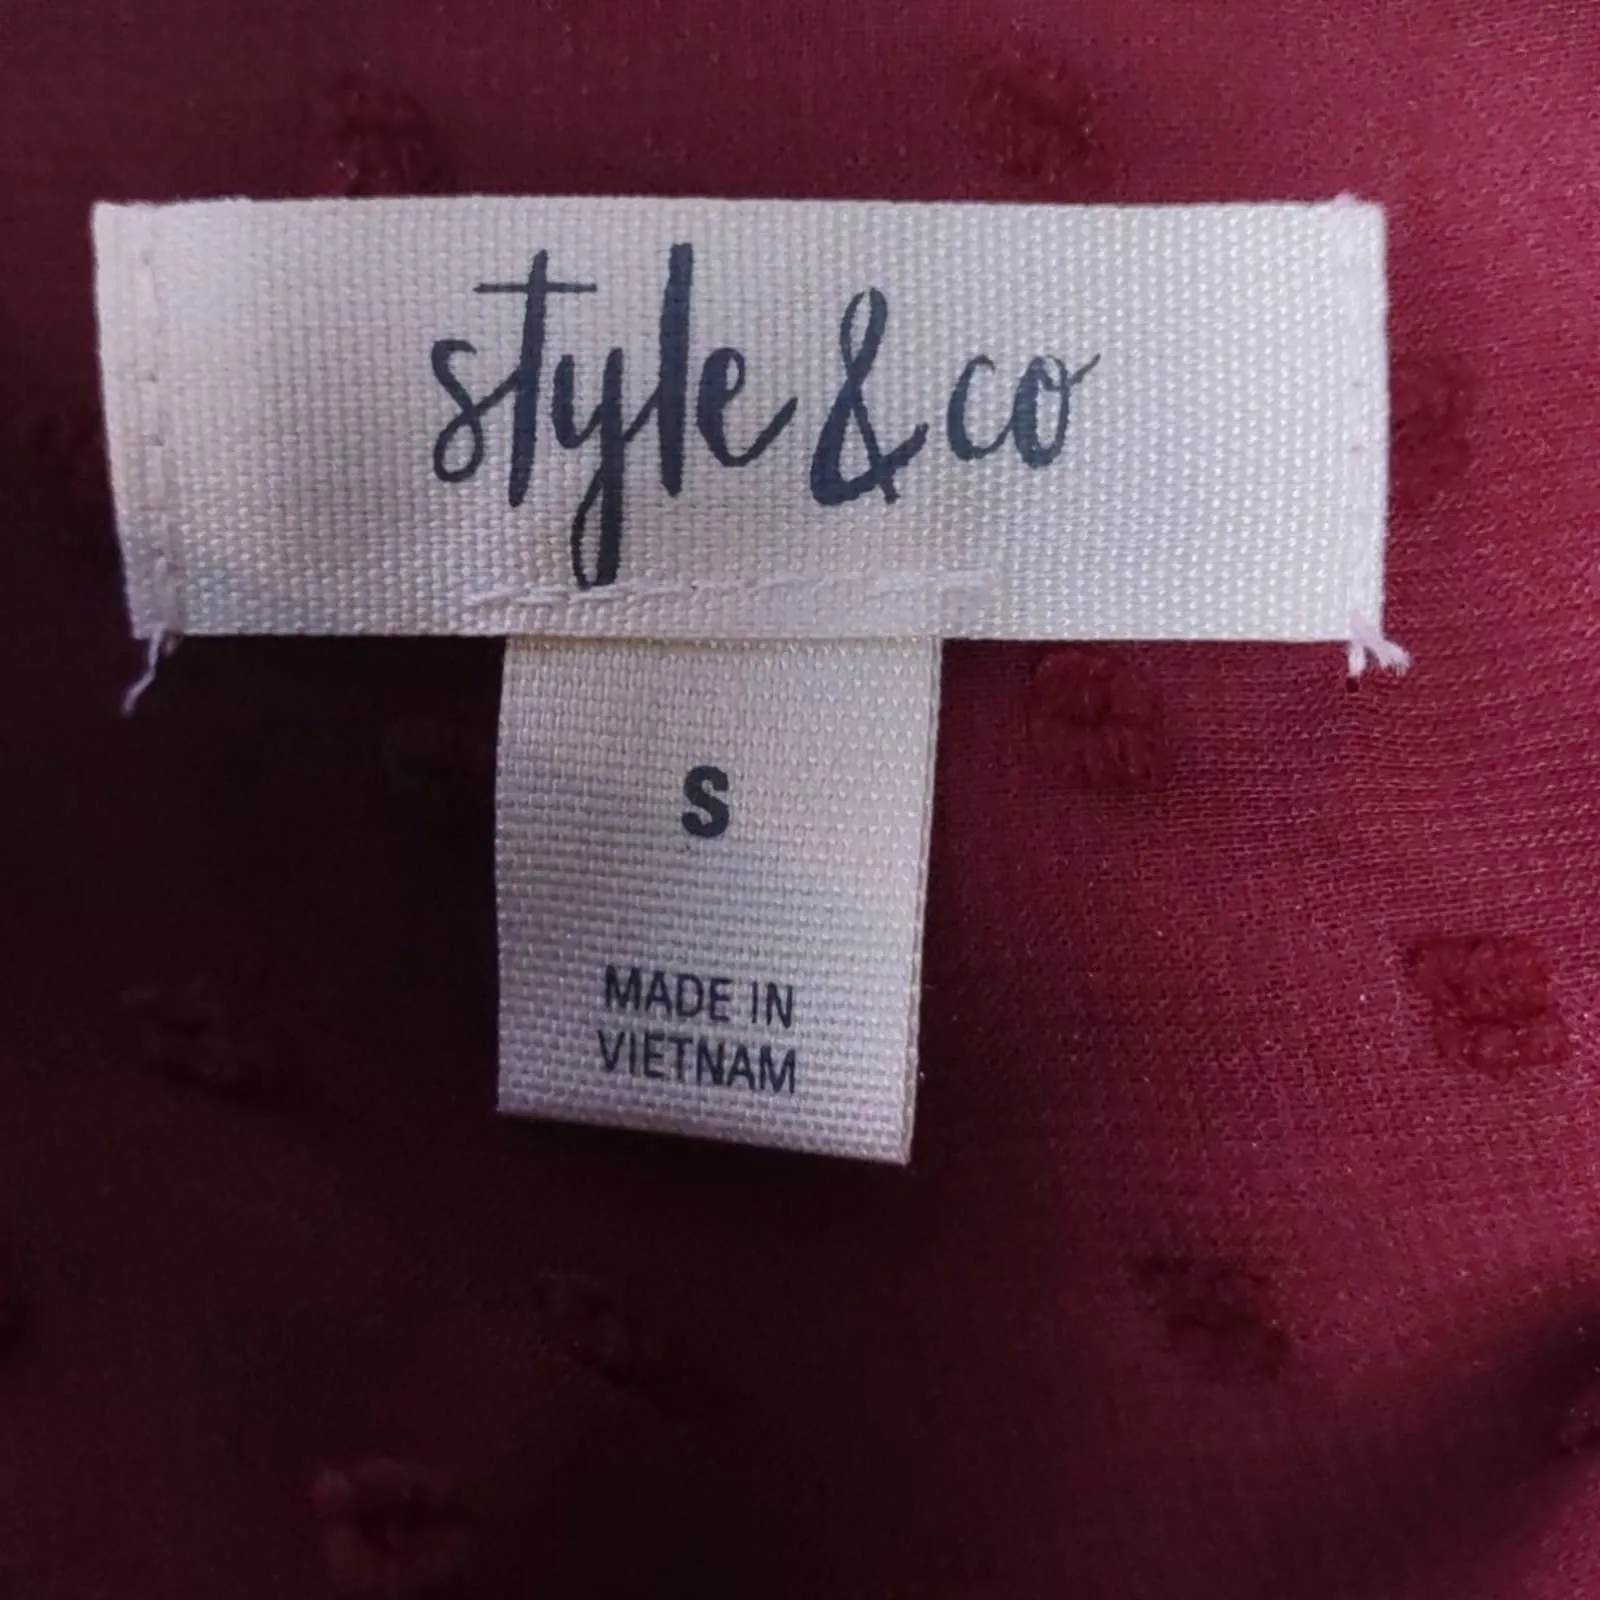 style & co
S
MADE IN
VIETNAM